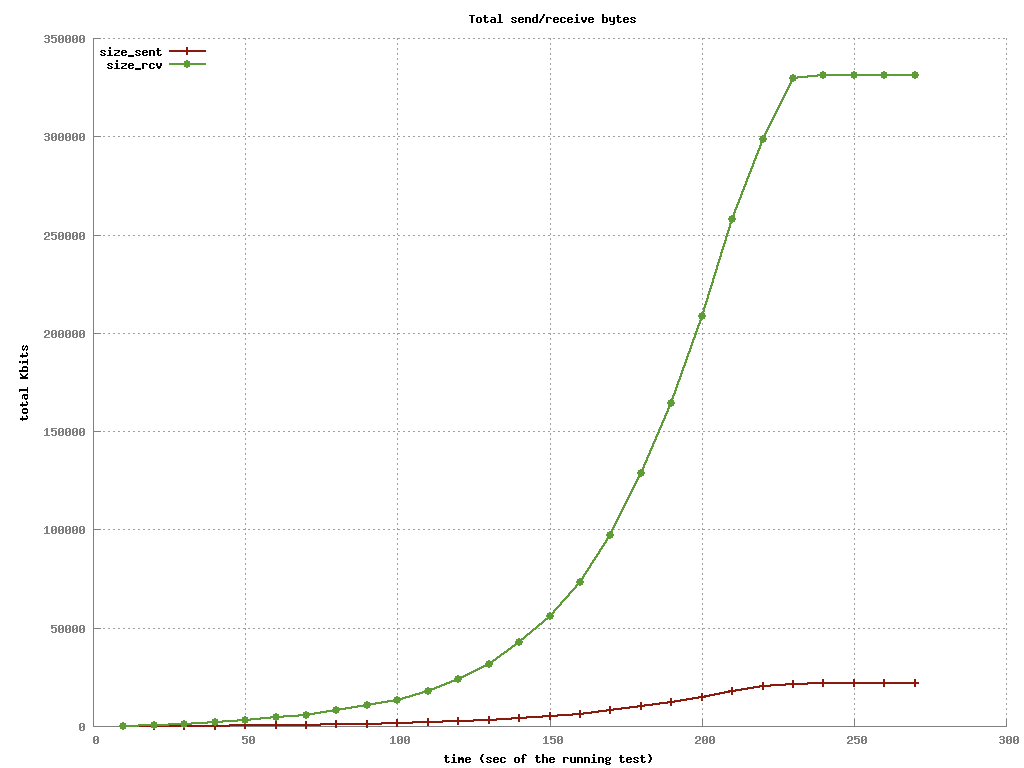 Total send/receive bytes
350000
size_sent
size_rcv
300000
250000
200000
total Kbits
150000
100000
50000
0
0 50 100 150 200 250 300
time (sec of the running test)